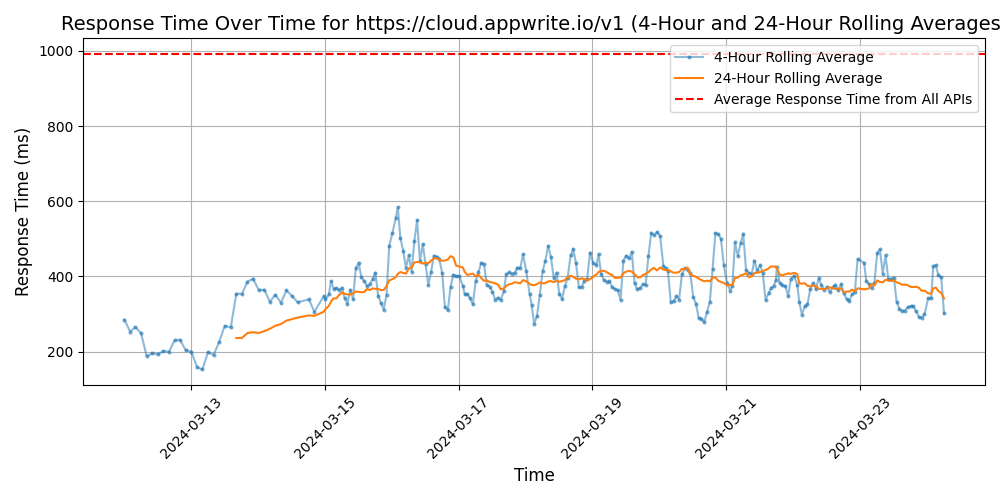 Response Time Over Time for https://cloud.appwrite.io/v1 (4-Hour and 24-Hour Rolling Averages
4-Hour Rolling Average
24-Hour Rolling Average
Average Response Time from All APIs
Response Time (ms)
1000
800
600
400
200
2024-03-13
2024-03-15
2024-03-17
2024-03-19
2024-03-21
2024-03-23
Time